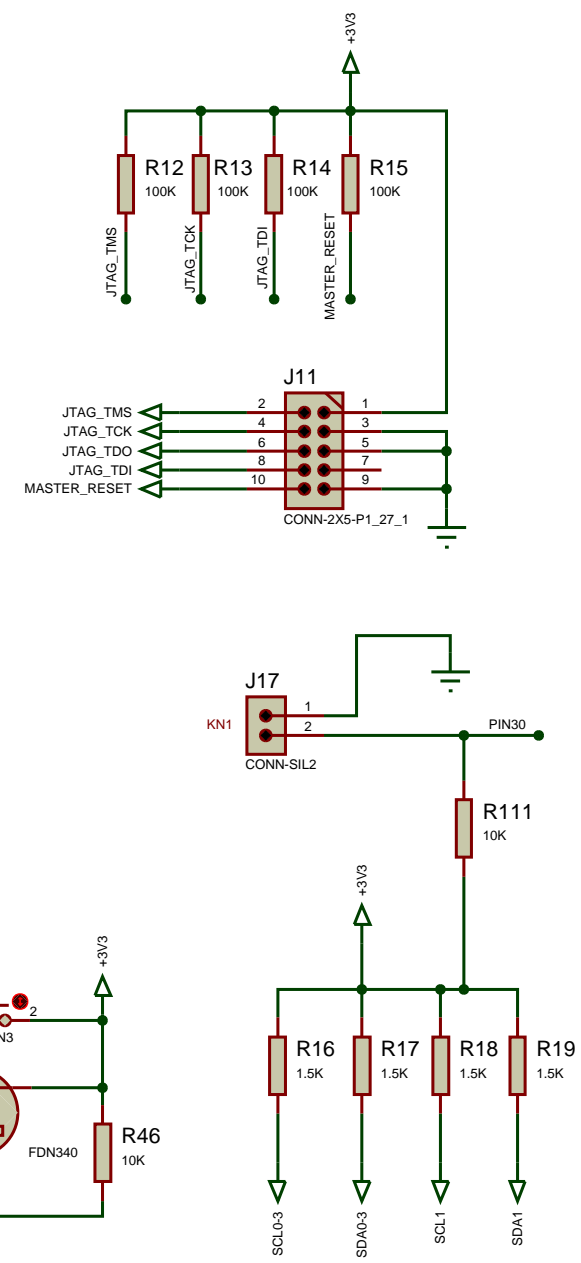 +3V3
R12
100K
R13
100K
R14
100K
R15
100K
JTAG_TMS
JTAG_TCK
JTAG_TDI
MASTER_RESET
J11
JTAG_TMS 2 1
JTAG_TCK 4 3
JTAG_TDO 6 5
JTAG_TDI 8 7
MASTER_RESET 10 9
CONN-2X5-P1_27_1
J17
KN1
1
2
PIN30
CONN-SIL2
R111
10K
+3V3
+3V3
2
N3
R16
1.5K
R17
1.5K
R18
1.5K
R19
1.5K
FDN340
R46
10K
SCL0-3
SDA0-3
SCL1
SDA1